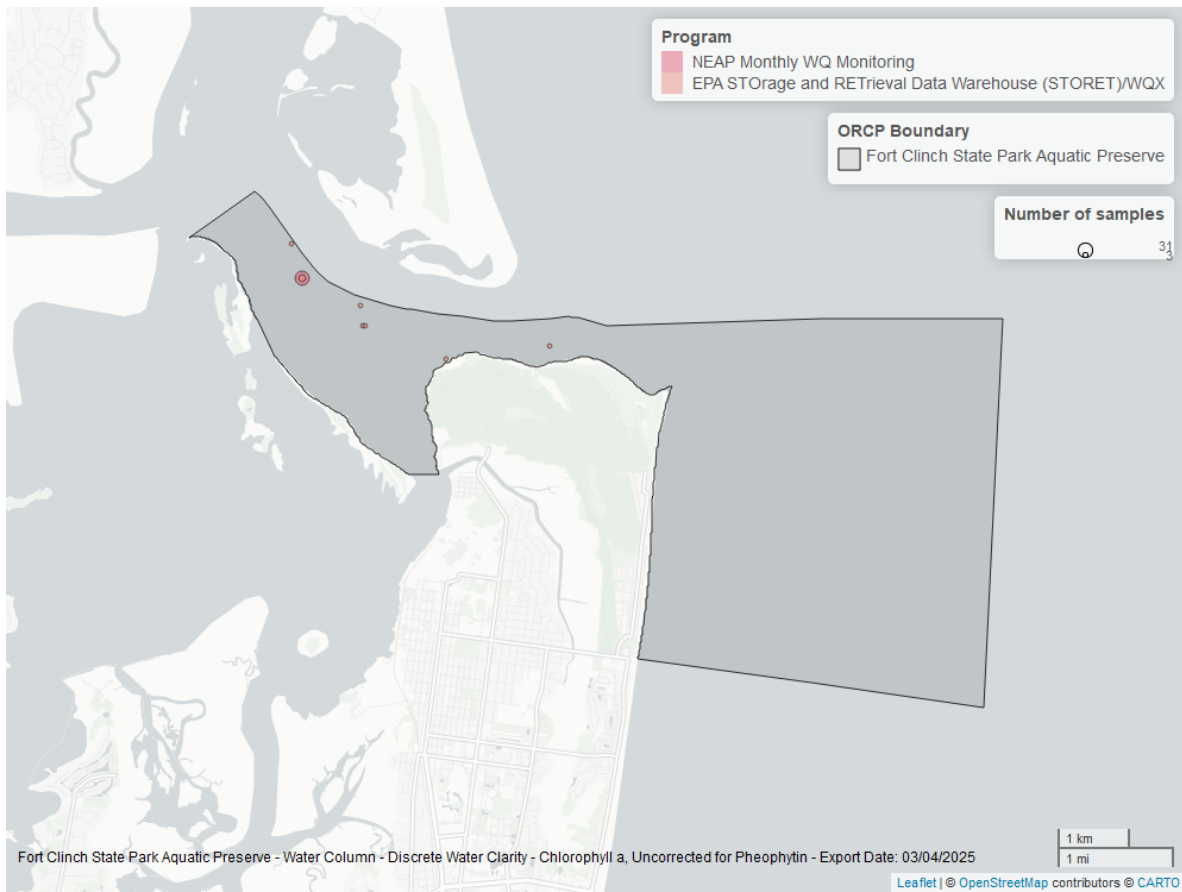 Program
NEAP Monthly WQ Monitoring
EPA STOrage and RETrieval Data Warehouse (STORET)/WQX
ORCP Boundary
Fort Clinch State Park Aquatic Preserve
Number of samples
31
3
1 km
1 mi
Fort Clinch State Park Aquatic Preserve - Water Column - Discrete Water Clarity - Chlorophyll a, Uncorrected for Pheophytin - Export Date: 03/04/2025
Leaflet | © OpenStreetMap contributors © CARTO